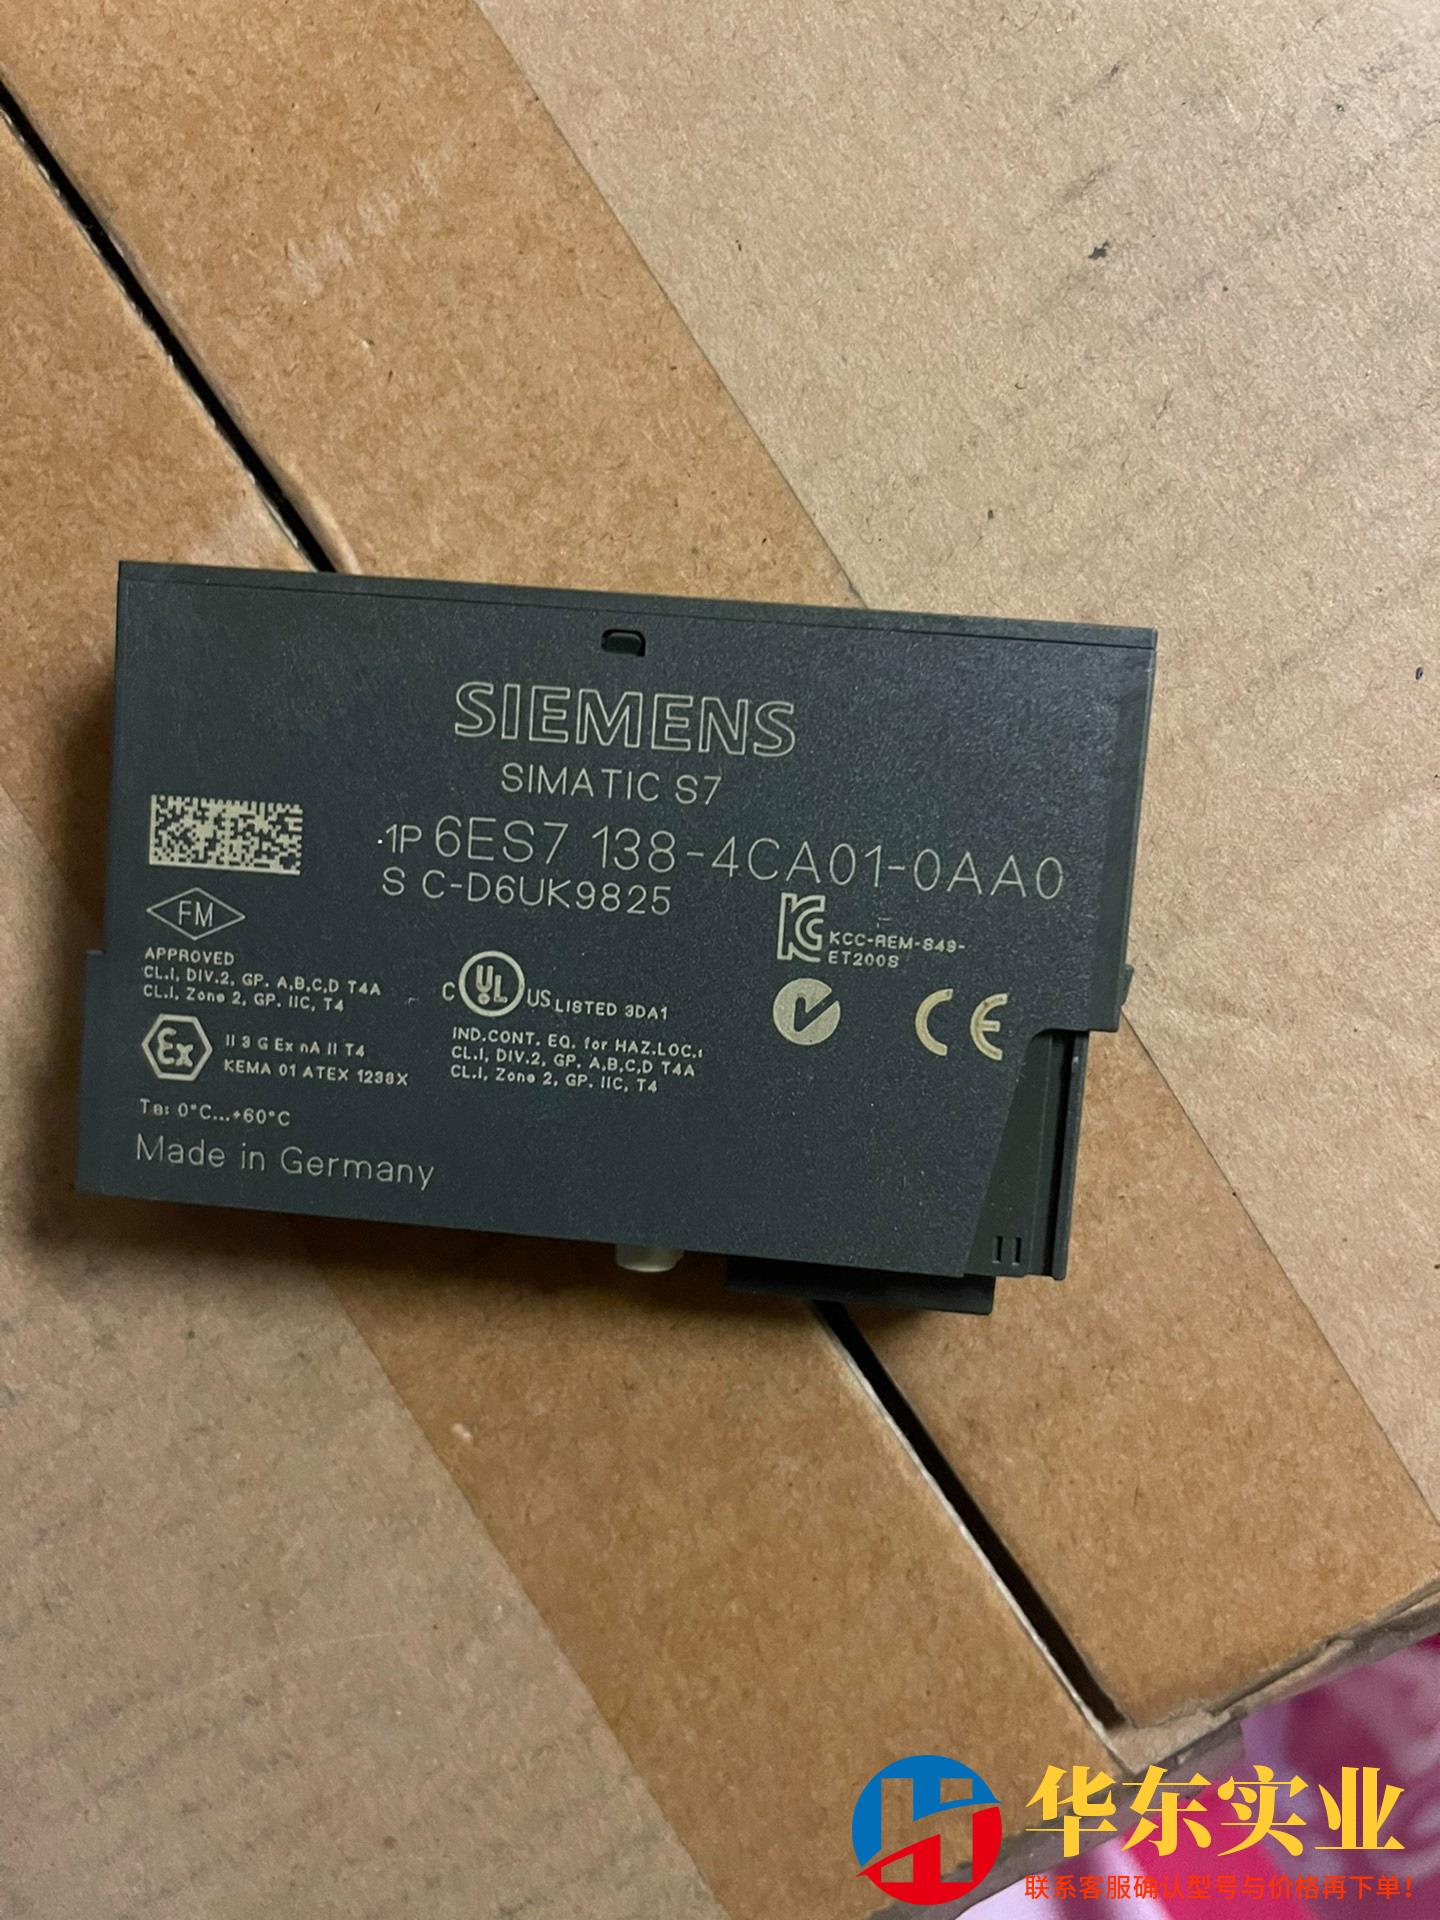 SIEMENS
SIMATIC S7
1P 6ES7 138-4CA01-0AA0
S C-D6UK9825
FM
APPROVED
CL.I, DIV.2, GP. A,B,C,D T4A
CL.I, Zone 2, GP. IIC, T4
Ex
II 3 G Ex nA II T4
KEMA 01 ATEX 1238X
C UL US LISTED 3DA1
IND.CONT. EQ. for HAZ.LOC.:
CL.I, DIV.2, GP. A,B,C,D T4A
CL.I, Zone 2, GP. IIC, T4
KCC-REM-S49-
ET200S
CE
Ta: 0°C...+60°C
Made in Germany
华东实业
联系客服确认型号与价格再下单!